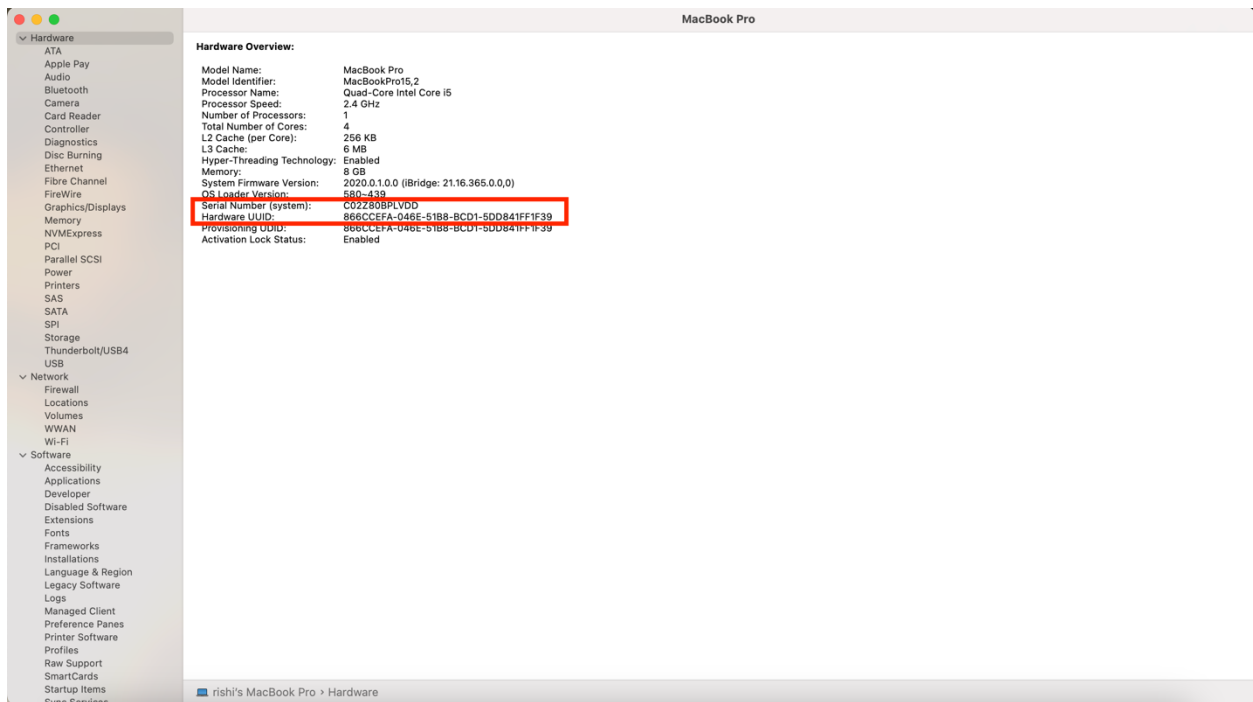 MacBook Pro
Hardware
ATA
Apple Pay
Audio
Bluetooth
Camera
Card Reader
Controller
Diagnostics
Disc Burning
Ethernet
Fibre Channel
FireWire
Graphics/Displays
Memory
NVMExpress
PCI
Parallel SCSI
Power
Printers
SAS
SATA
SPI
Storage
Thunderbolt/USB4
USB
Network
Firewall
Locations
Volumes
WWAN
Wi-Fi
Software
Accessibility
Applications
Developer
Disabled Software
Extensions
Fonts
Frameworks
Installations
Language & Region
Legacy Software
Logs
Managed Client
Preference Panes
Printer Software
Profiles
Raw Support
SmartCards
Startup Items
Sync Services
Hardware Overview:
Model Name: MacBook Pro
Model Identifier: MacBookPro15,2
Processor Name: Quad-Core Intel Core i5
Processor Speed: 2.4 GHz
Number of Processors: 1
Total Number of Cores: 4
L2 Cache (per Core): 256 KB
L3 Cache: 6 MB
Hyper-Threading Technology: Enabled
Memory: 8 GB
System Firmware Version: 2020.0.1.0.0 (iBridge: 21.16.365.0.0,0)
OS Loader Version: 580~439
Serial Number (system): C02Z80BPLVDD
Hardware UUID: 866CCEFA-046E-51B8-BCD1-5DD841FF1F39
Provisioning UDID: 866CCEFA-046E-51B8-BCD1-5DD841FF1F39
Activation Lock Status: Enabled
rishi's MacBook Pro › Hardware